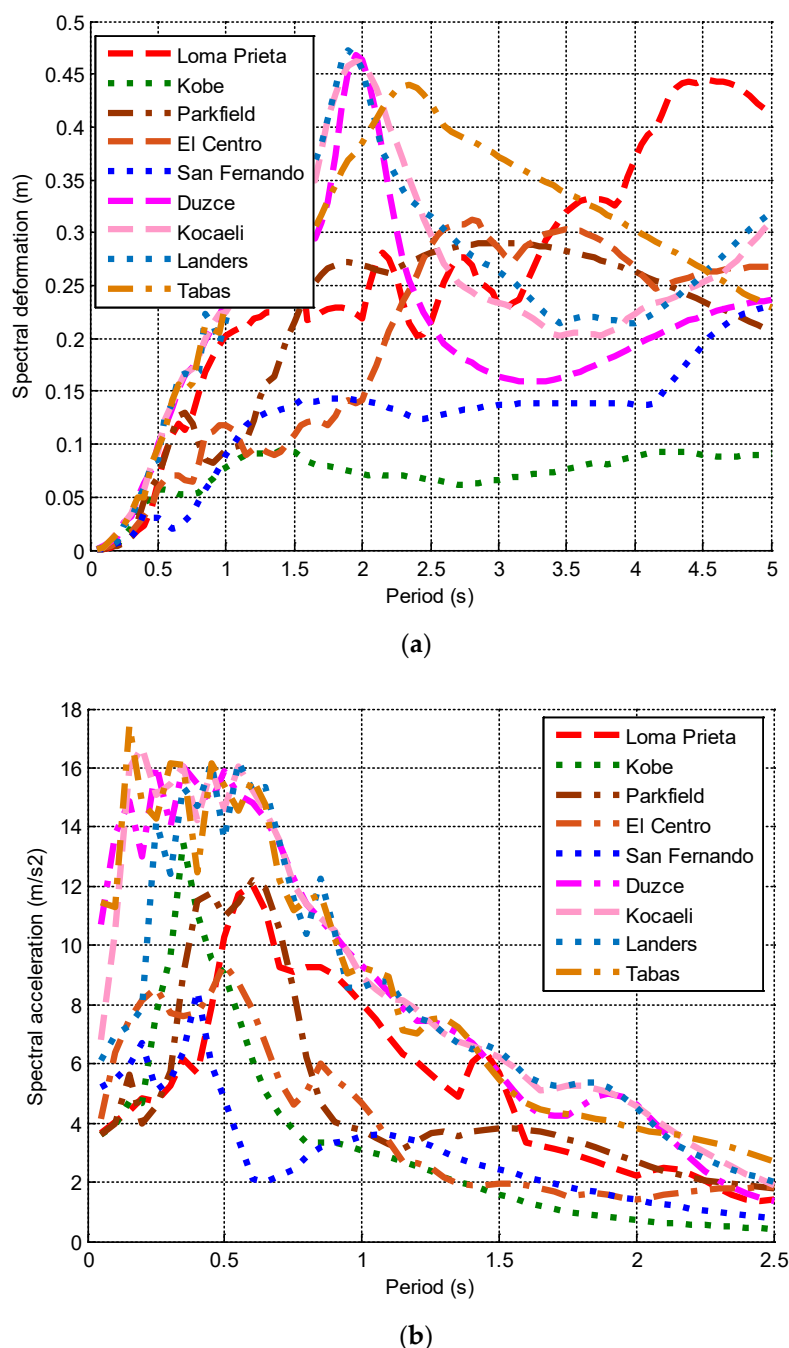 0.5
0.45
0.4
0.35
0.3
0.25
0.2
0.15
0.1
0.05
0
Spectral deformation (m)
Loma Prieta
Kobe
Parkfield
El Centro
San Fernando
Duzce
Kocaeli
Landers
Tabas
0 0.5 1 1.5 2 2.5 3 3.5 4 4.5 5
Period (s)
(a)
18
16
14
12
10
8
6
4
2
0
Spectral acceleration (m/s2)
Loma Prieta
Kobe
Parkfield
El Centro
San Fernando
Duzce
Kocaeli
Landers
Tabas
0 0.5 1 1.5 2 2.5
Period (s)
(b)